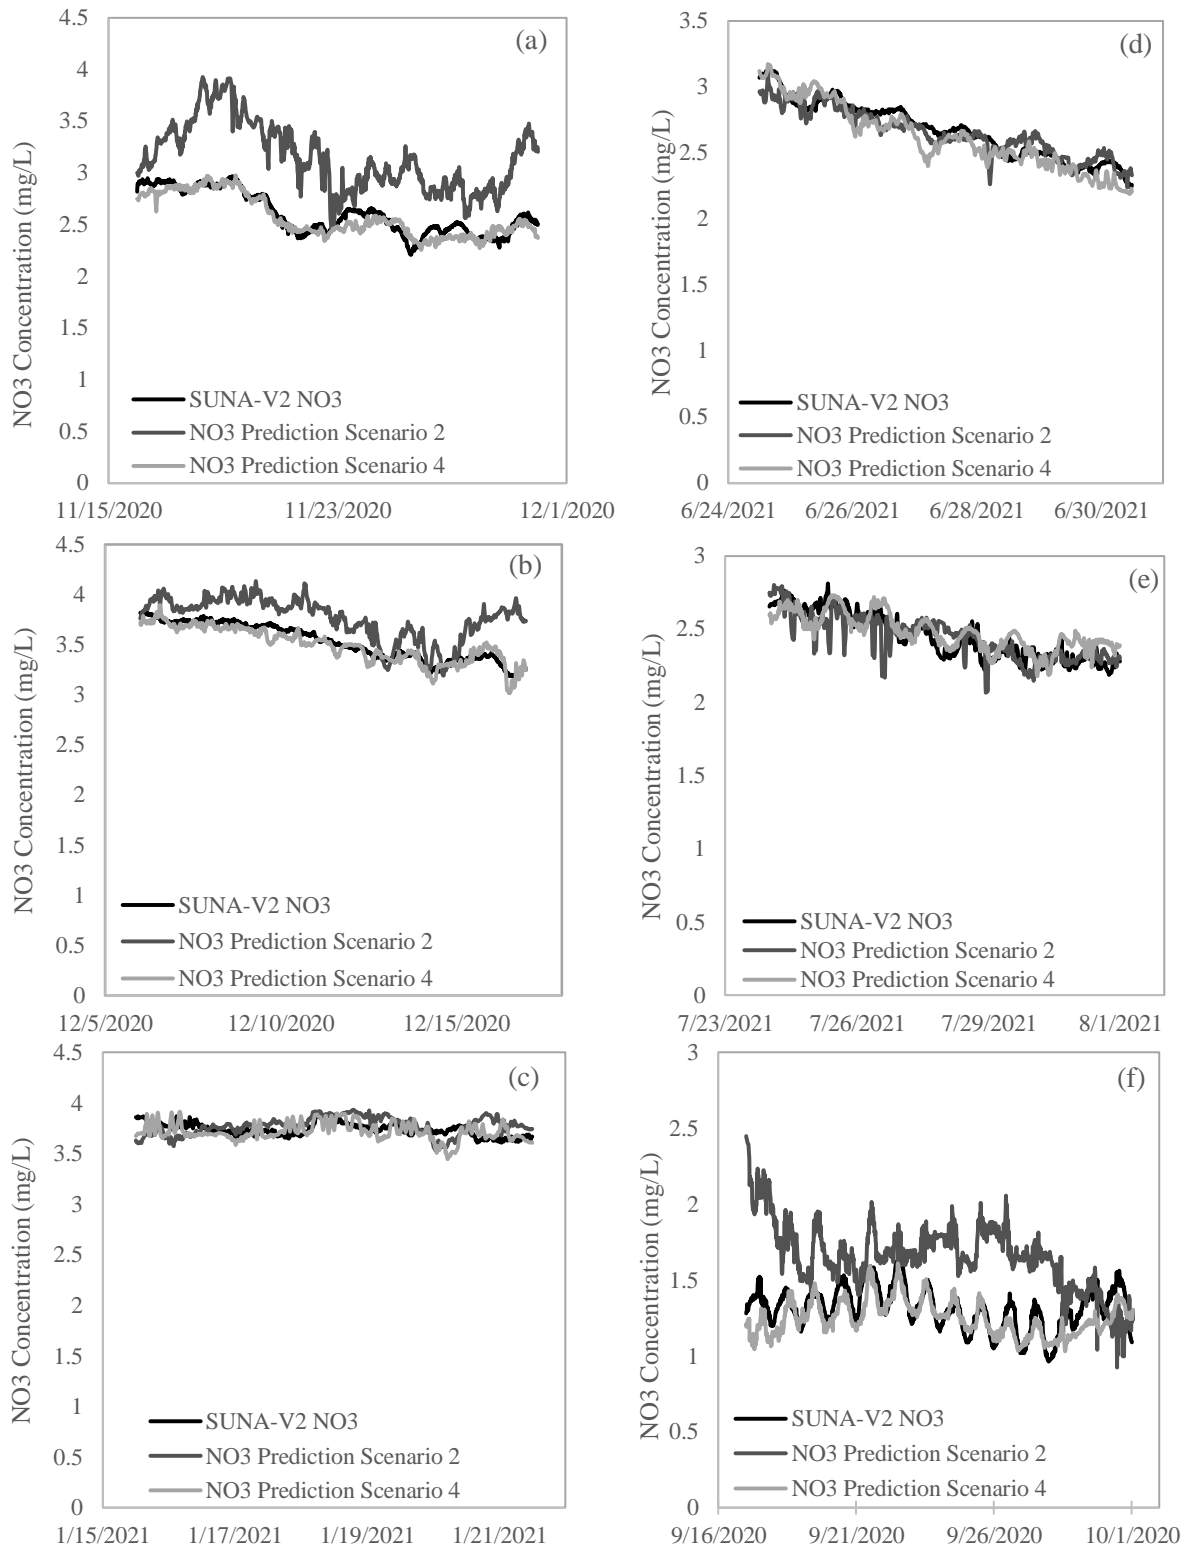 (a)
NO3 Concentration (mg/L)
4.5
4
3.5
3
2.5
2
1.5
1
0.5
0
SUNA-V2 NO3
NO3 Prediction Scenario 2
NO3 Prediction Scenario 4
11/15/2020 11/23/2020 12/1/2020
(d)
NO3 Concentration (mg/L)
3.5
3
2.5
2
1.5
1
0.5
0
SUNA-V2 NO3
NO3 Prediction Scenario 2
NO3 Prediction Scenario 4
6/24/2021 6/26/2021 6/28/2021 6/30/2021
(b)
NO3 Concentration (mg/L)
4.5
4
3.5
3
2.5
2
1.5
1
0.5
0
SUNA-V2 NO3
NO3 Prediction Scenario 2
NO3 Prediction Scenario 4
12/5/2020 12/10/2020 12/15/2020
(e)
NO3 Concentration (mg/L)
3
2.5
2
1.5
1
0.5
0
SUNA-V2 NO3
NO3 Prediction Scenario 2
NO3 Prediction Scenario 4
7/23/2021 7/26/2021 7/29/2021 8/1/2021
(c)
NO3 Concentration (mg/L)
4.5
4
3.5
3
2.5
2
1.5
1
0.5
0
SUNA-V2 NO3
NO3 Prediction Scenario 2
NO3 Prediction Scenario 4
1/15/2021 1/17/2021 1/19/2021 1/21/2021
(f)
NO3 Concentration (mg/L)
3
2.5
2
1.5
1
0.5
0
SUNA-V2 NO3
NO3 Prediction Scenario 2
NO3 Prediction Scenario 4
9/16/2020 9/21/2020 9/26/2020 10/1/2020